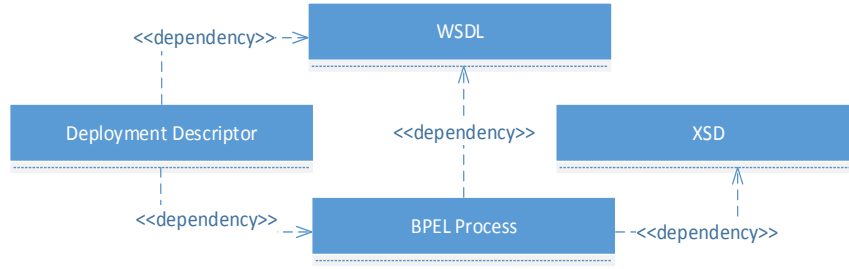 <<dependency>>
WSDL
Deployment Descriptor
<<dependency>>
XSD
<<dependency>>
BPEL Process
<<dependency>>